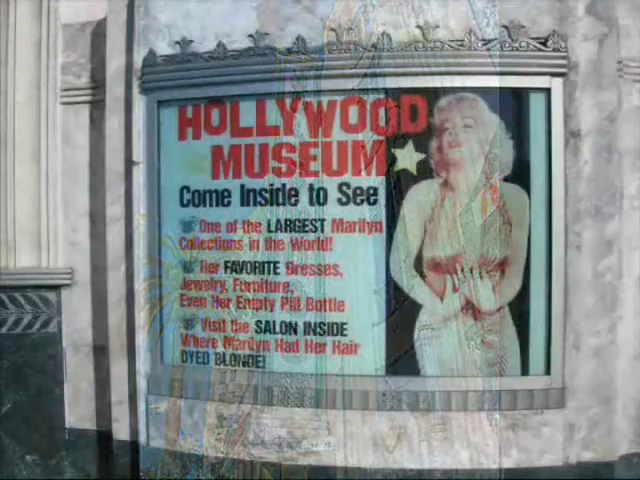 HOLLYWOOD
MUSEUM
Come Inside to See
One of the LARGEST Marilyn
Collections in the World!
Her FAVORITE Dresses,
Jewelry, Furniture,
Even Her Empty Pill Bottle
Visit the SALON INSIDE
Where Marilyn Had Her Hair
DYED BLONDE!